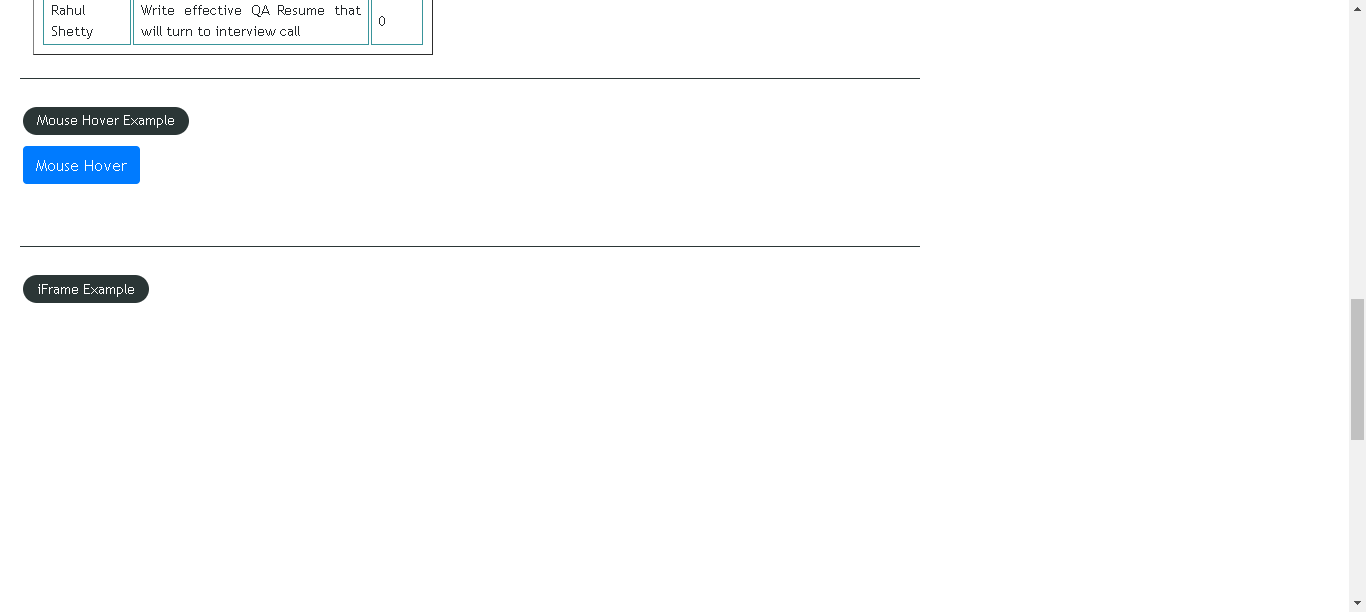 Rahul
Shetty
Write effective QA Resume that
will turn to interview call
0
Mouse Hover Example
Mouse Hover
iFrame Example